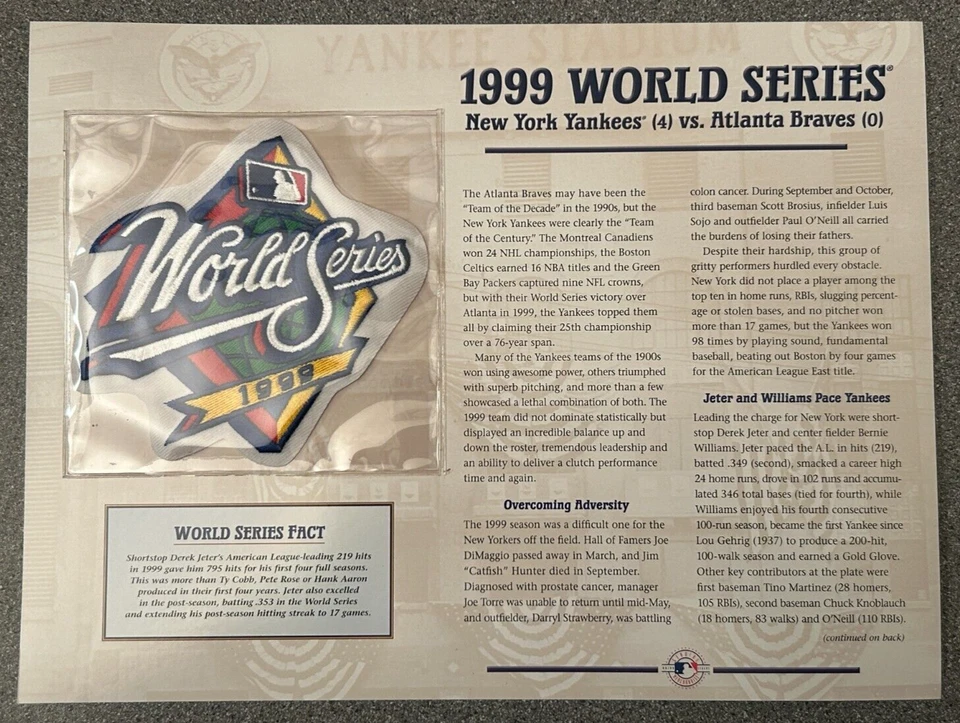 YANKEE STADIUM
1999 WORLD SERIES®
New York Yankees™ (4) vs. Atlanta Braves (0)
World Series
1999
WORLD SERIES FACT
Shortstop Derek Jeter's American League-leading 219 hits
in 1999 gave him 795 hits for his first four full seasons.
This was more than Ty Cobb, Pete Rose or Hank Aaron
produced in their first four years. Jeter also excelled
in the post-season, batting .353 in the World Series
and extending his post-season hitting streak to 17 games.
The Atlanta Braves may have been the
"Team of the Decade" in the 1990s, but the
New York Yankees were clearly the "Team
of the Century." The Montreal Canadiens
won 24 NHL championships, the Boston
Celtics earned 16 NBA titles and the Green
Bay Packers captured nine NFL crowns,
but with their World Series victory over
Atlanta in 1999, the Yankees topped them
all by claiming their 25th championship
over a 76-year span.
Many of the Yankees teams of the 1900s
won using awesome power, others triumphed
with superb pitching, and more than a few
showcased a lethal combination of both. The
1999 team did not dominate statistically but
displayed an incredible balance up and
down the roster, tremendous leadership and
an ability to deliver a clutch performance
time and again.
Overcoming Adversity
The 1999 season was a difficult one for the
New Yorkers off the field. Hall of Famers Joe
DiMaggio passed away in March, and Jim
"Catfish" Hunter died in September.
Diagnosed with prostate cancer, manager
Joe Torre was unable to return until mid-May,
and outfielder, Darryl Strawberry, was battling
colon cancer. During September and October,
third baseman Scott Brosius, infielder Luis
Sojo and outfielder Paul O'Neill all carried
the burdens of losing their fathers.
Despite their hardship, this group of
gritty performers hurdled every obstacle.
New York did not place a player among the
top ten in home runs, RBIs, slugging percent-
age or stolen bases, and no pitcher won
more than 17 games, but the Yankees won
98 times by playing sound, fundamental
baseball, beating out Boston by four games
for the American League East title.
Jeter and Williams Pace Yankees
Leading the charge for New York were short-
stop Derek Jeter and center fielder Bernie
Williams. Jeter paced the A.L. in hits (219),
batted .349 (second), smacked a career high
24 home runs, drove in 102 runs and accumu-
lated 346 total bases (tied for fourth), while
Williams enjoyed his fourth consecutive
100-run season, became the first Yankee since
Lou Gehrig (1937) to produce a 200-hit,
100-walk season and earned a Gold Glove.
Other key contributors at the plate were
first baseman Tino Martinez (28 homers,
105 RBIs), second baseman Chuck Knoblauch
(18 homers, 83 walks) and O'Neill (110 RBIs).
(continued on back)